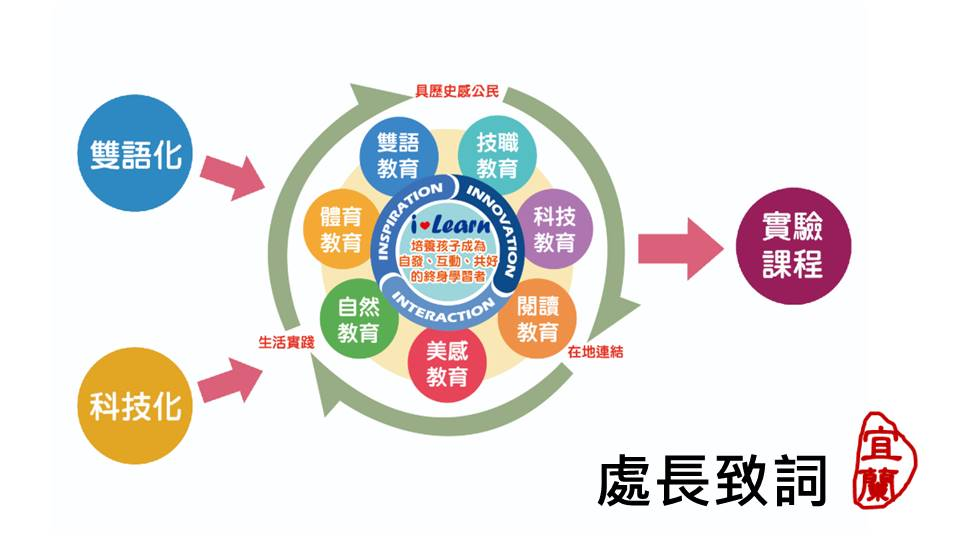 具歷史感公民
雙語化
雙語
教育
技職
教育
體育
教育
科技
教育
INSPIRATION
INNOVATION
INTERACTION
i Learn
培養孩子成為
自發、互動、共好
的終身學習者
自然
教育
閱讀
教育
美感
教育
生活實踐
在地連結
實驗
課程
科技化
處長致詞
宜
蘭